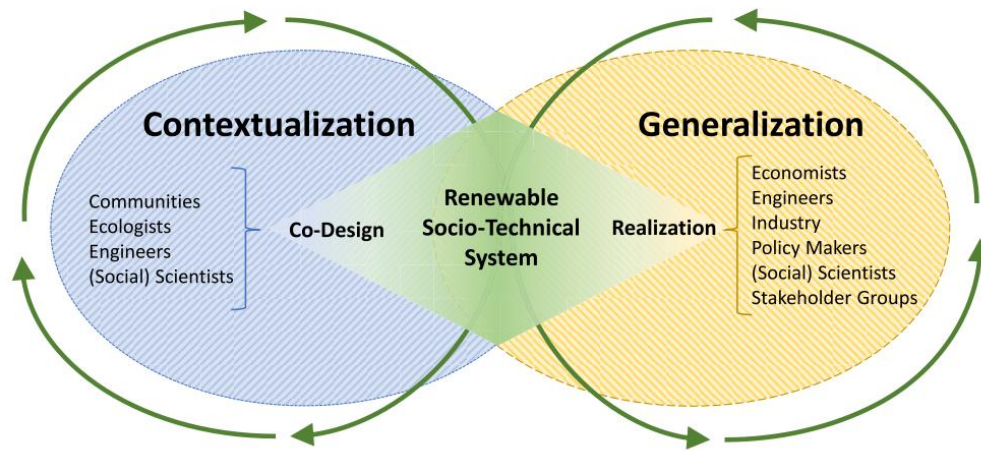 Contextualization
Communities
Ecologists
Engineers
(Social) Scientists
Co-Design
Renewable
Socio-Technical
System
Realization
Generalization
Economists
Engineers
Industry
Policy Makers
(Social) Scientists
Stakeholder Groups